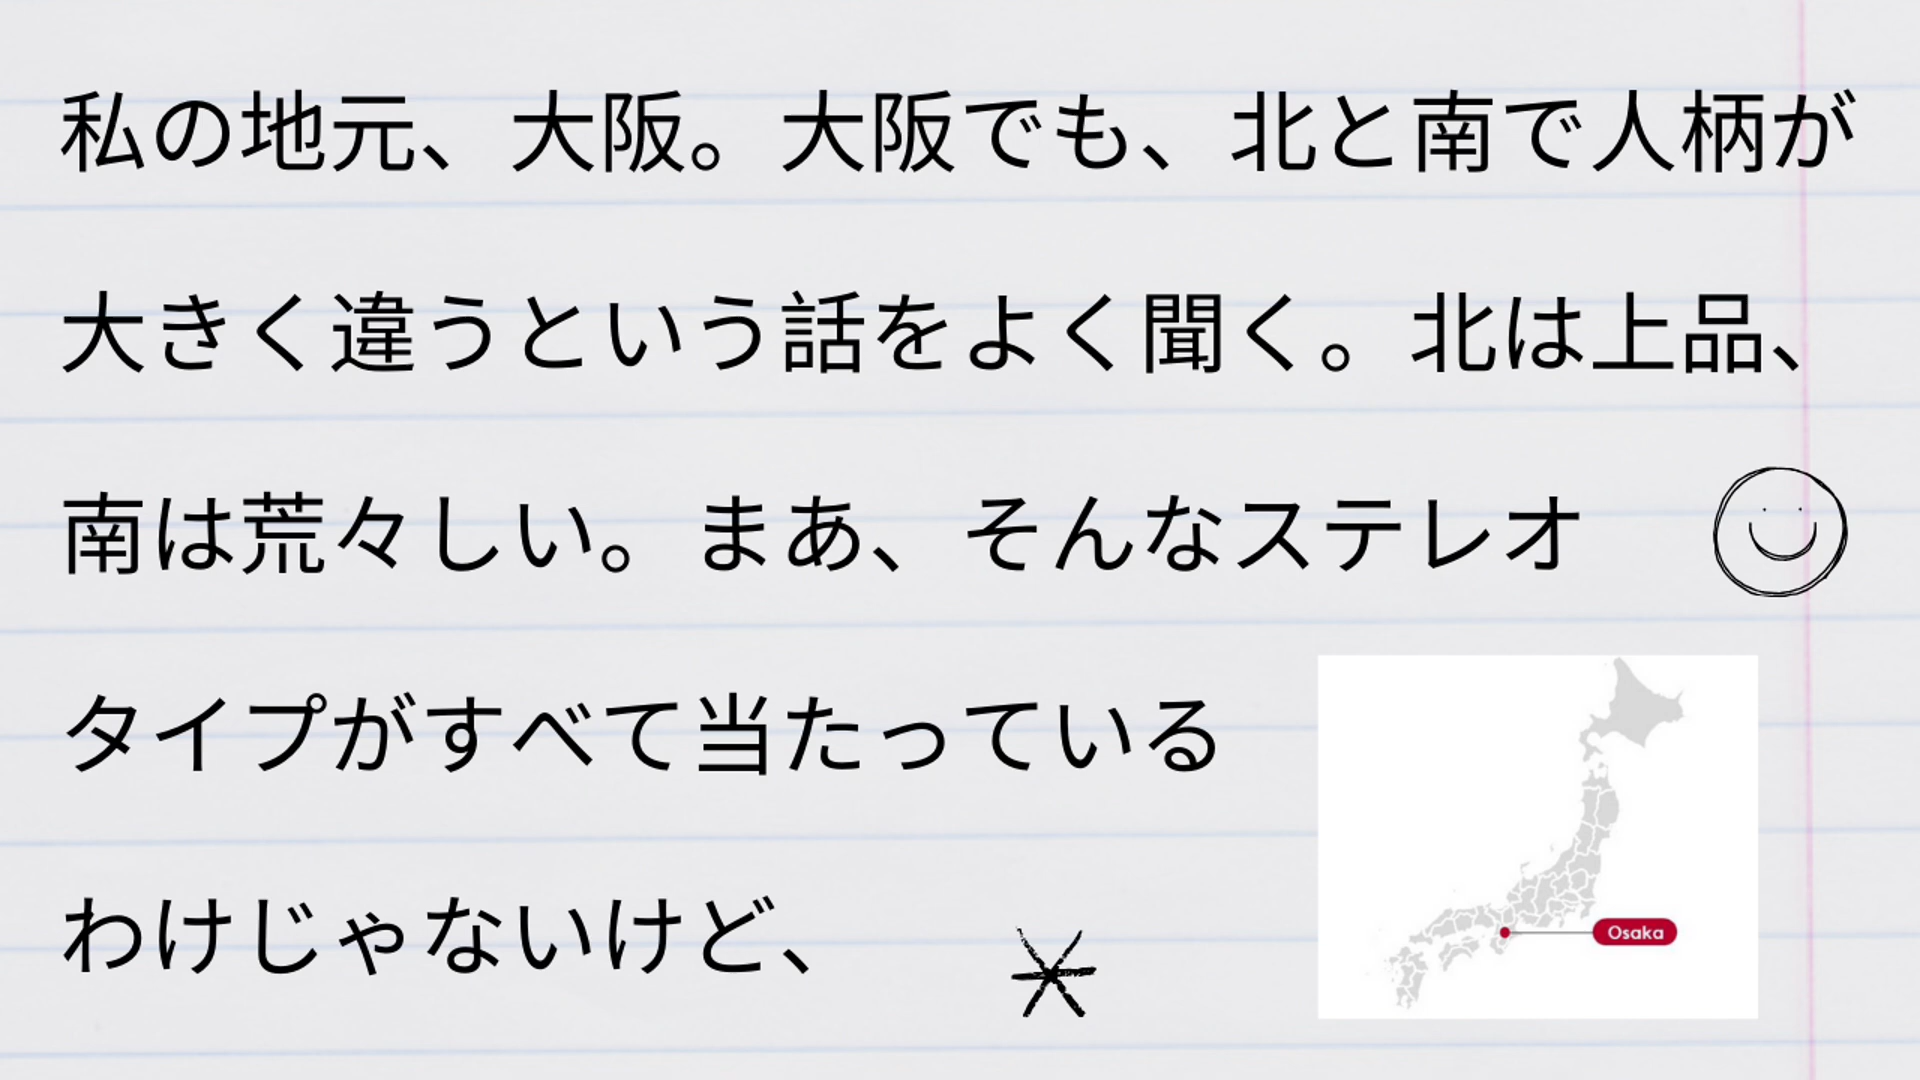 私の地元、大阪。大阪でも、北と南で人柄が
大きく違うという話をよく聞く。北は上品、
南は荒々しい。まあ、そんなステレオ
タイプがすべて当たっている
わけじゃないけど、
Osaka